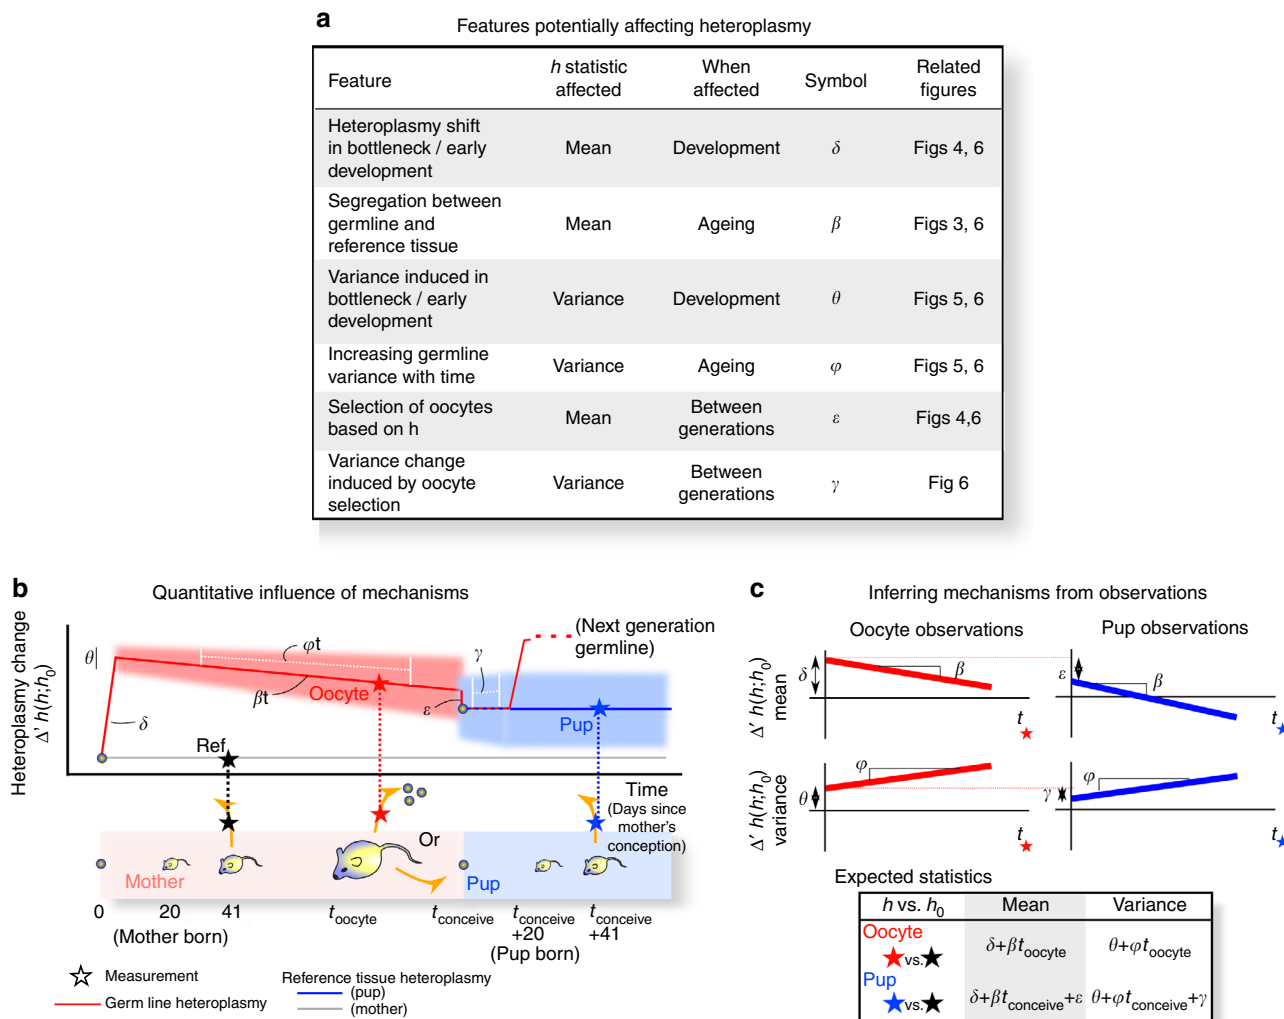 a
Features potentially affecting heteroplasmy
Feature
h statistic affected
When affected
Symbol
Related figures
Heteroplasmy shift in bottleneck / early development
Mean
Development
δ
Figs 4, 6
Segregation between germline and reference tissue
Mean
Ageing
β
Figs 3, 6
Variance induced in bottleneck / early development
Variance
Development
θ
Figs 5, 6
Increasing germline variance with time
Variance
Ageing
φ
Figs 5, 6
Selection of oocytes based on h
Mean
Between generations
ε
Figs 4,6
Variance change induced by oocyte selection
Variance
Between generations
γ
Fig 6
b
Quantitative influence of mechanisms
Heteroplasmy change
Δ′ h(h;h0)
θ
δ
φt
βt
Oocyte
ε
γ
(Next generation
germline)
Ref
Pup
Time
(Days since
mother's
conception)
Or
Mother
Pup
0
20
41
toocyte
tconceive
tconceive
+20
tconceive
+41
(Mother born)
(Pup born)
Measurement
Germ line heteroplasmy
Reference tissue heteroplasmy
(pup)
(mother)
c
Inferring mechanisms from observations
Oocyte observations
Pup observations
Δ′ h(h;h0)
mean
δ
β
t
ε
β
t
Δ′ h(h;h0)
variance
θ
φ
t
γ
φ
t
Expected statistics
h vs. h0
Mean
Variance
Oocyte
vs.
δ+βtoocyte
θ+φtoocyte
Pup
vs.
δ+βtconceive+ε
θ+φtconceive+γ